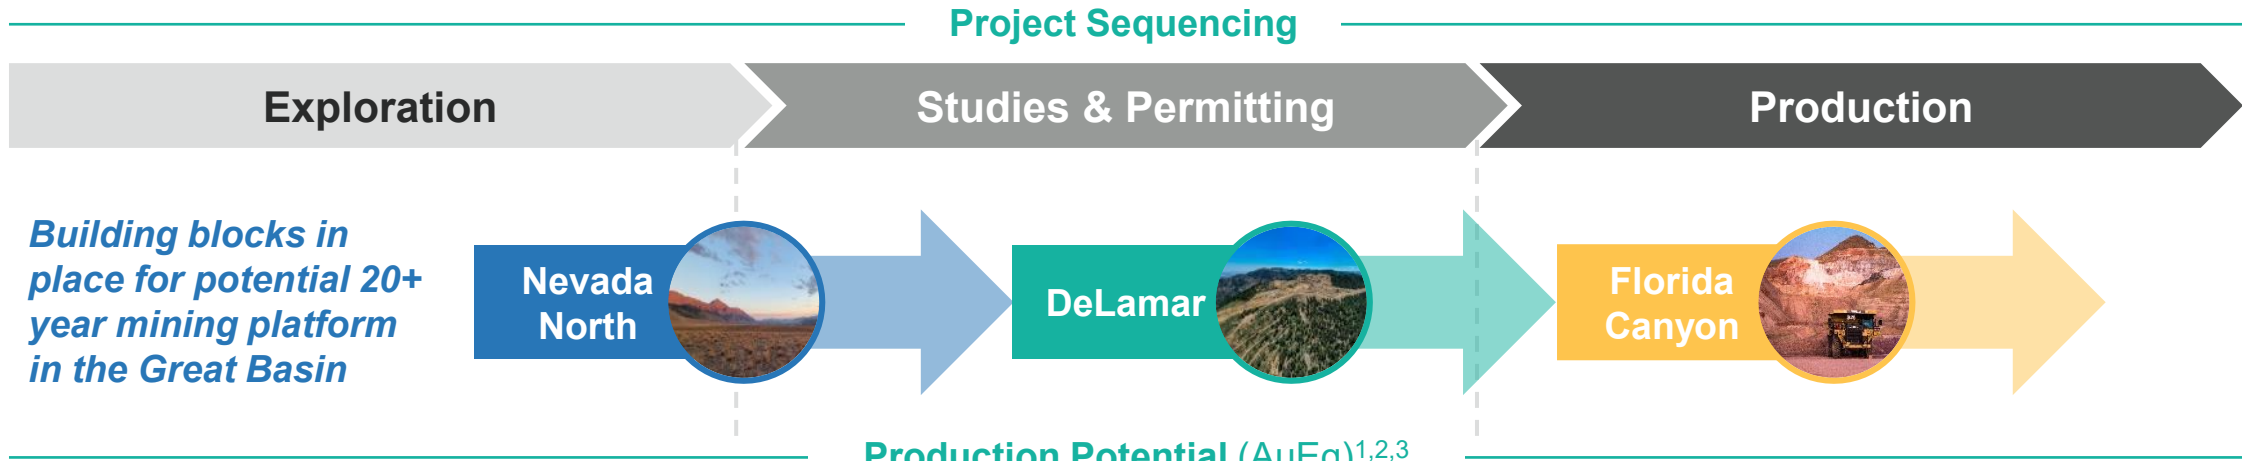 Project Sequencing
Exploration
Studies & Permitting
Production
Building blocks in
place for potential 20+
year mining platform
in the Great Basin
Nevada
North
DeLamar
Florida
Canyon
Production Potential (AuEq)1,2,3